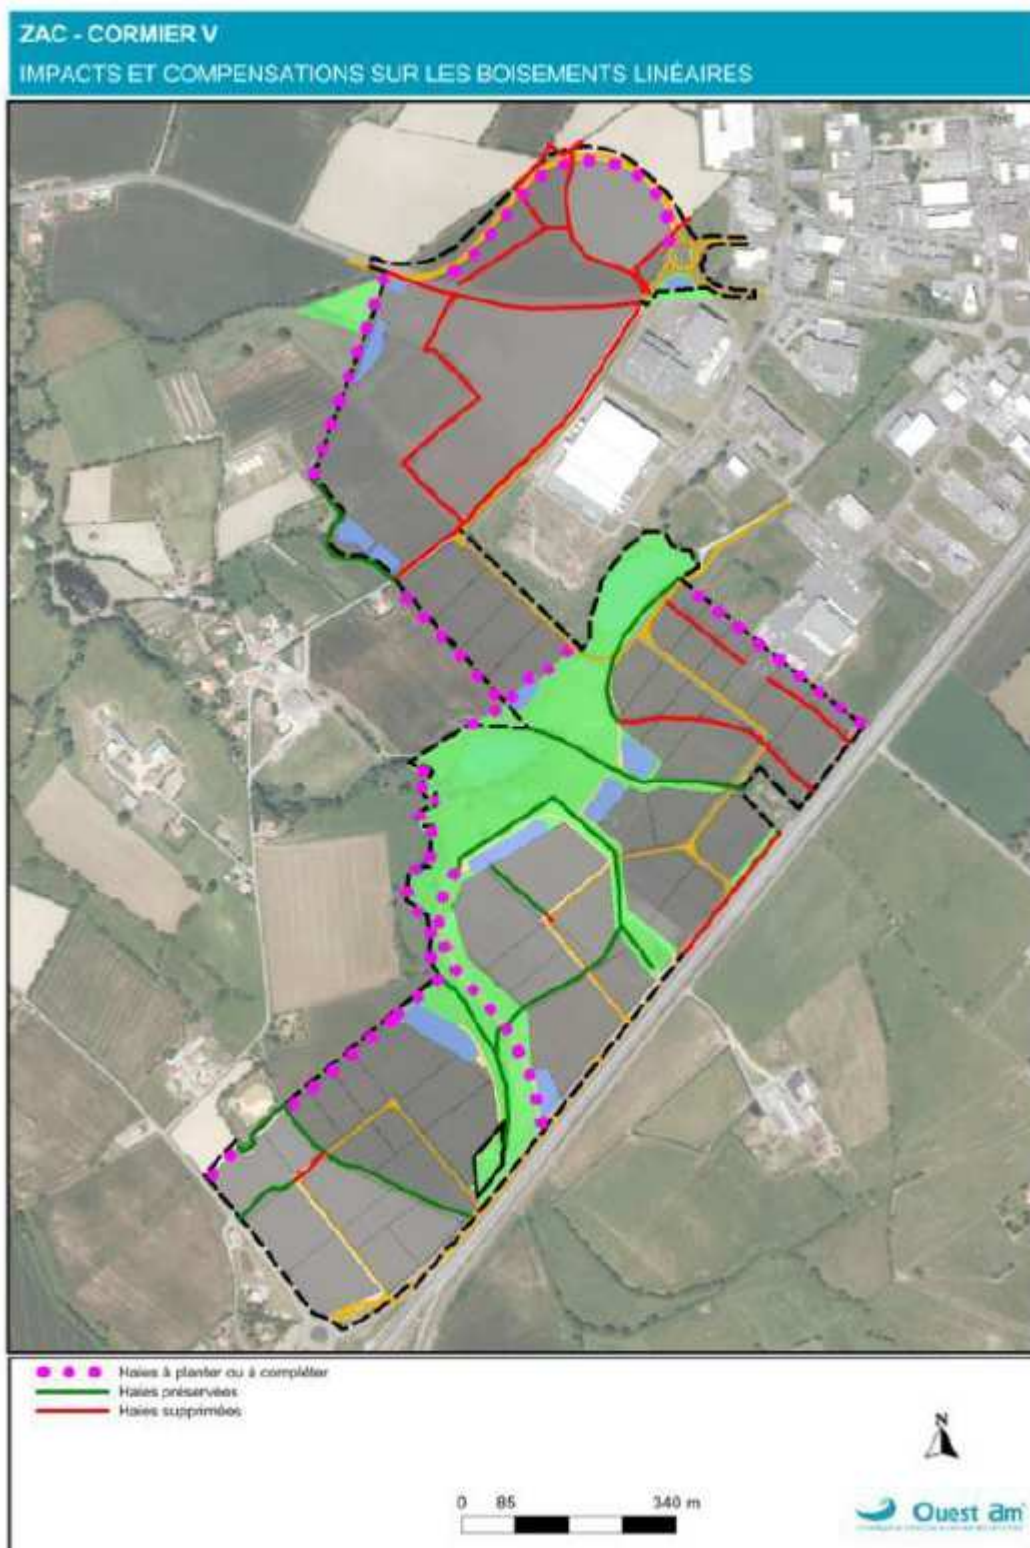 ZAC - CORMIER V
IMPACTS ET COMPENSATIONS SUR LES BOISEMENTS LINÉAIRES
Haies à planter ou à compléter
Haies préservées
Haies supprimées
N
0 85 340 m
Ouest am'